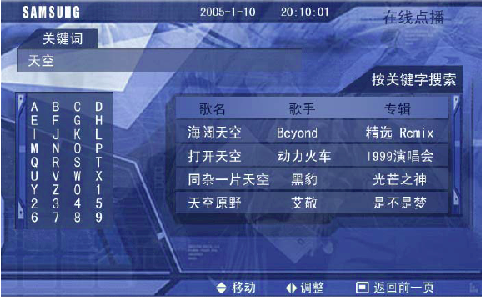 SAMSUNG 2005-1-10 20:10:01 在线点播
关键词
天空
按关键字搜索
A B C D
E F G H
I J K L
M N O P
Q R S T
U V W X
Y Z 0 1
2 3 4 5
6 7 8 9
歌名 歌手 专辑
海阔天空 Beyond 精选 Remix
打开天空 动力火车 1999演唱会
同杂一片天空 黑豹 光芒之神
天空原野 艾敬 是不是梦
移动 调整 返回前一页